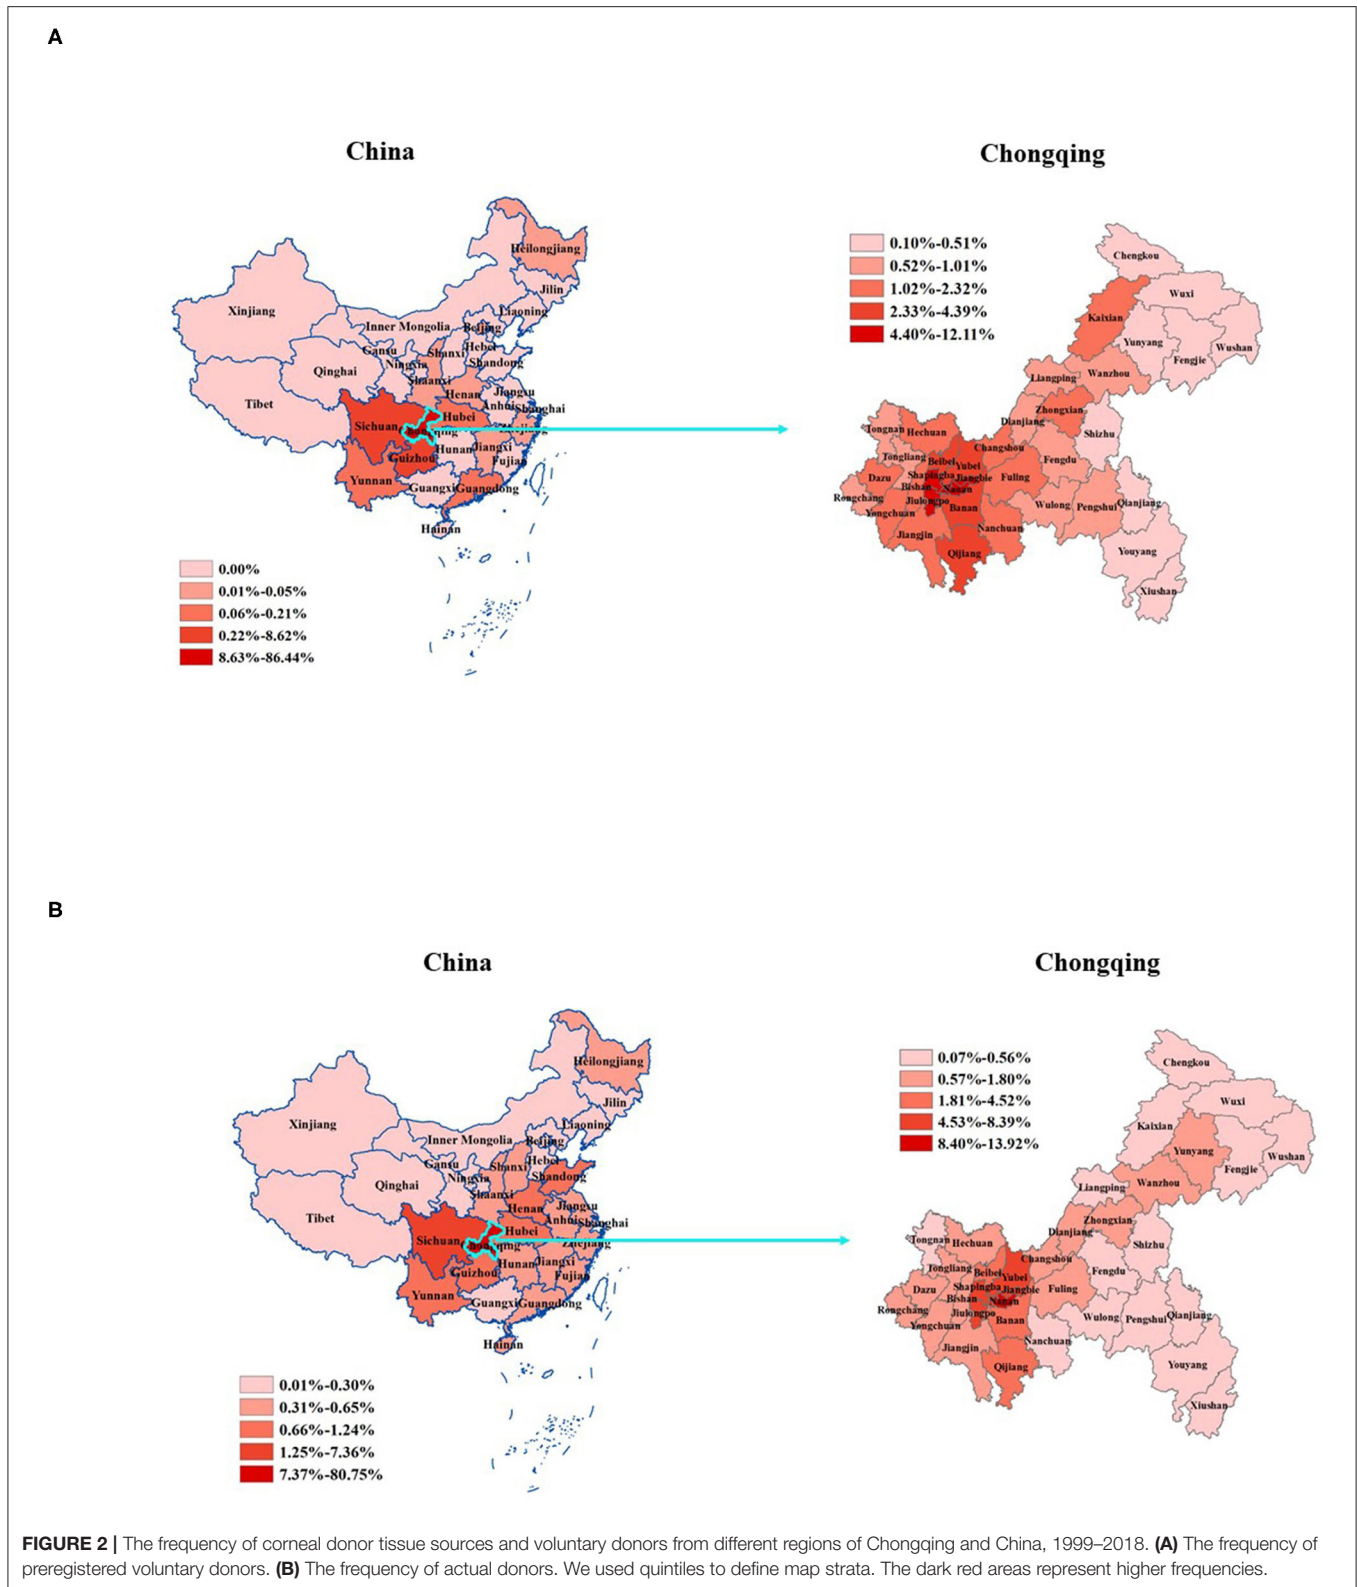 A
China
Chongqing
Heilongjiang
Jilin
Liaoning
Xinjiang
Inner Mongolia
Beijing
Gansu
Ningxia
Shanxi
Hebei
Shandong
Qinghai
Shaanxi
Henan
Jiangsu
Tibet
Anhui
Shanghai
Sichuan
Hubei
Hunan
Jiangxi
Guizhou
Fujian
Yunnan
Guangxi
Guangdong
Hainan
0.00%
0.01%-0.05%
0.06%-0.21%
0.22%-8.62%
8.63%-86.44%
0.10%-0.51%
0.52%-1.01%
1.02%-2.32%
2.33%-4.39%
4.40%-12.11%
Chengkou
Wuxi
Kaixian
Yunyang
Wushan
Fengjie
Liangping
Wanzhou
Zhongxian
Dianjiang
Shizhu
Tongnan
Hechuan
Changshou
Tongliang
Beibei
Yubei
Fengdu
Dazu
Shapingba
Jiangbie
Fuling
Bishan
Nanan
Rongchang
Jiulongpo
Banan
Wulong
Pengshui
Qianjiang
Yongchuan
Nanchuan
Jiangjin
Qijiang
Youyang
Xiushan
B
China
Chongqing
Heilongjiang
Jilin
Liaoning
Xinjiang
Inner Mongolia
Beijing
Gansu
Ningxia
Shanxi
Hebei
Shandong
Qinghai
Shaanxi
Henan
Jiangsu
Tibet
Anhui
Shanghai
Sichuan
Hubei
Zhejiang
Hunan
Jiangxi
Guizhou
Fujian
Yunnan
Guangxi
Guangdong
Hainan
0.01%-0.30%
0.31%-0.65%
0.66%-1.24%
1.25%-7.36%
7.37%-80.75%
0.07%-0.56%
0.57%-1.80%
1.81%-4.52%
4.53%-8.39%
8.40%-13.92%
Chengkou
Wuxi
Kaixian
Yunyang
Wushan
Fengjie
Liangping
Wanzhou
Zhongxian
Dianjiang
Shizhu
Tongnan
Hechuan
Changshou
Tongliang
Beibei
Yubei
Fengdu
Dazu
Shapingba
Jiangbie
Fuling
Bishan
Nanan
Rongchang
Jiulongpo
Banan
Wulong
Pengshui
Qianjiang
Yongchuan
Nanchuan
Jiangjin
Qijiang
Youyang
Xiushan
FIGURE 2 | The frequency of corneal donor tissue sources and voluntary donors from different regions of Chongqing and China, 1999–2018. (A) The frequency of
preregistered voluntary donors. (B) The frequency of actual donors. We used quintiles to define map strata. The dark red areas represent higher frequencies.